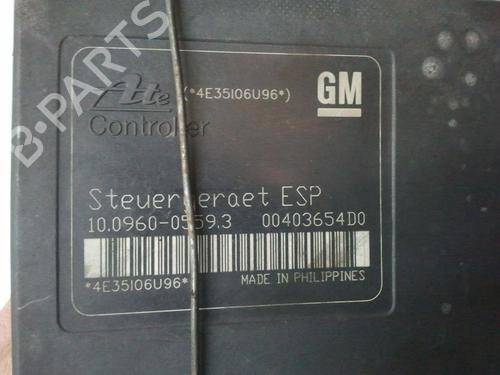 B-PARTS
Ate (*4E35I06U96*) GM
Controller
Steuergeraet ESP
10.0960-0559.3 00403654D0
*4E35I06U96*
MADE IN PHILIPPINES